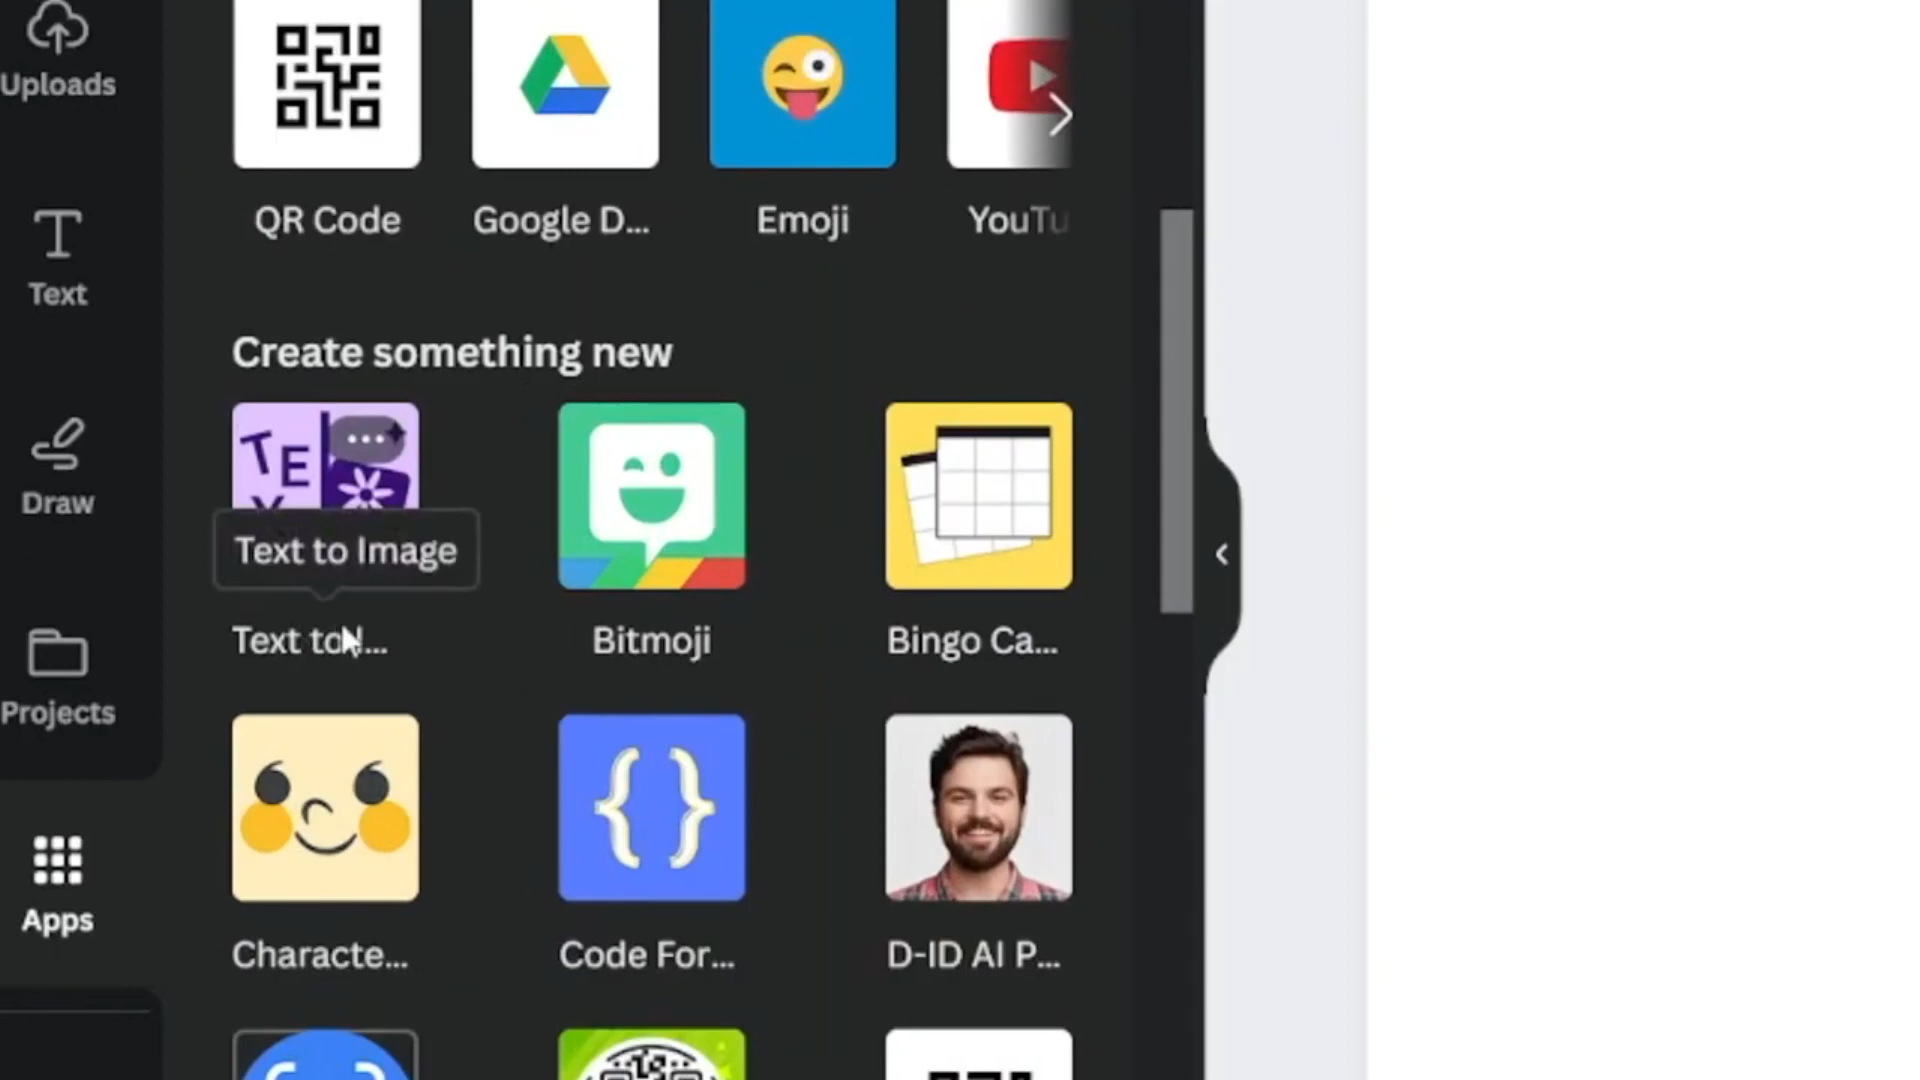 Uploads
QR Code
Google D...
Emoji
YouTu
Text
Create something new
TE
Text to Image
Draw
Text to I...
Bitmoji
Bingo Ca...
Projects
Apps
Characte...
Code For...
D-ID AI P...